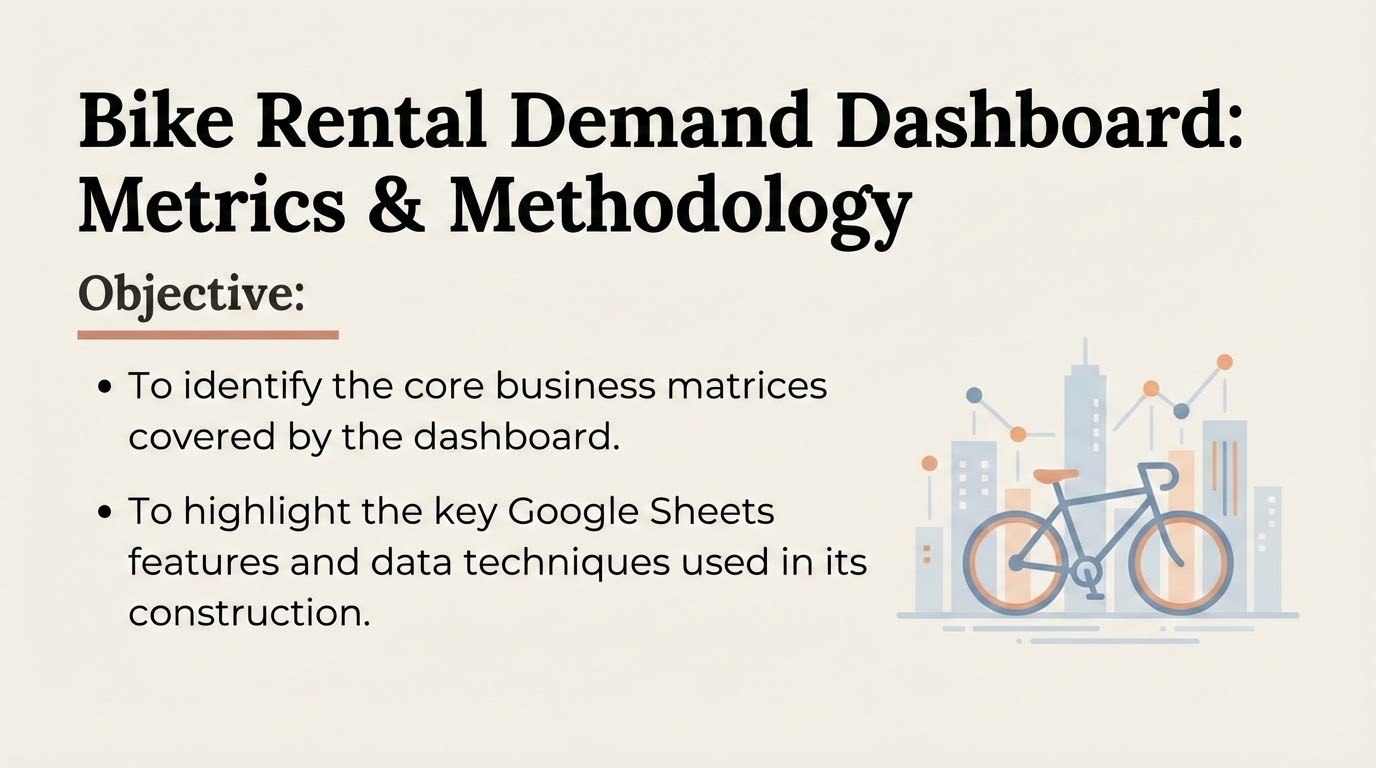 Bike Rental Demand Dashboard:
Metrics & Methodology
Objective:
• To identify the core business matrices
covered by the dashboard.
• To highlight the key Google Sheets
features and data techniques used in its
construction.